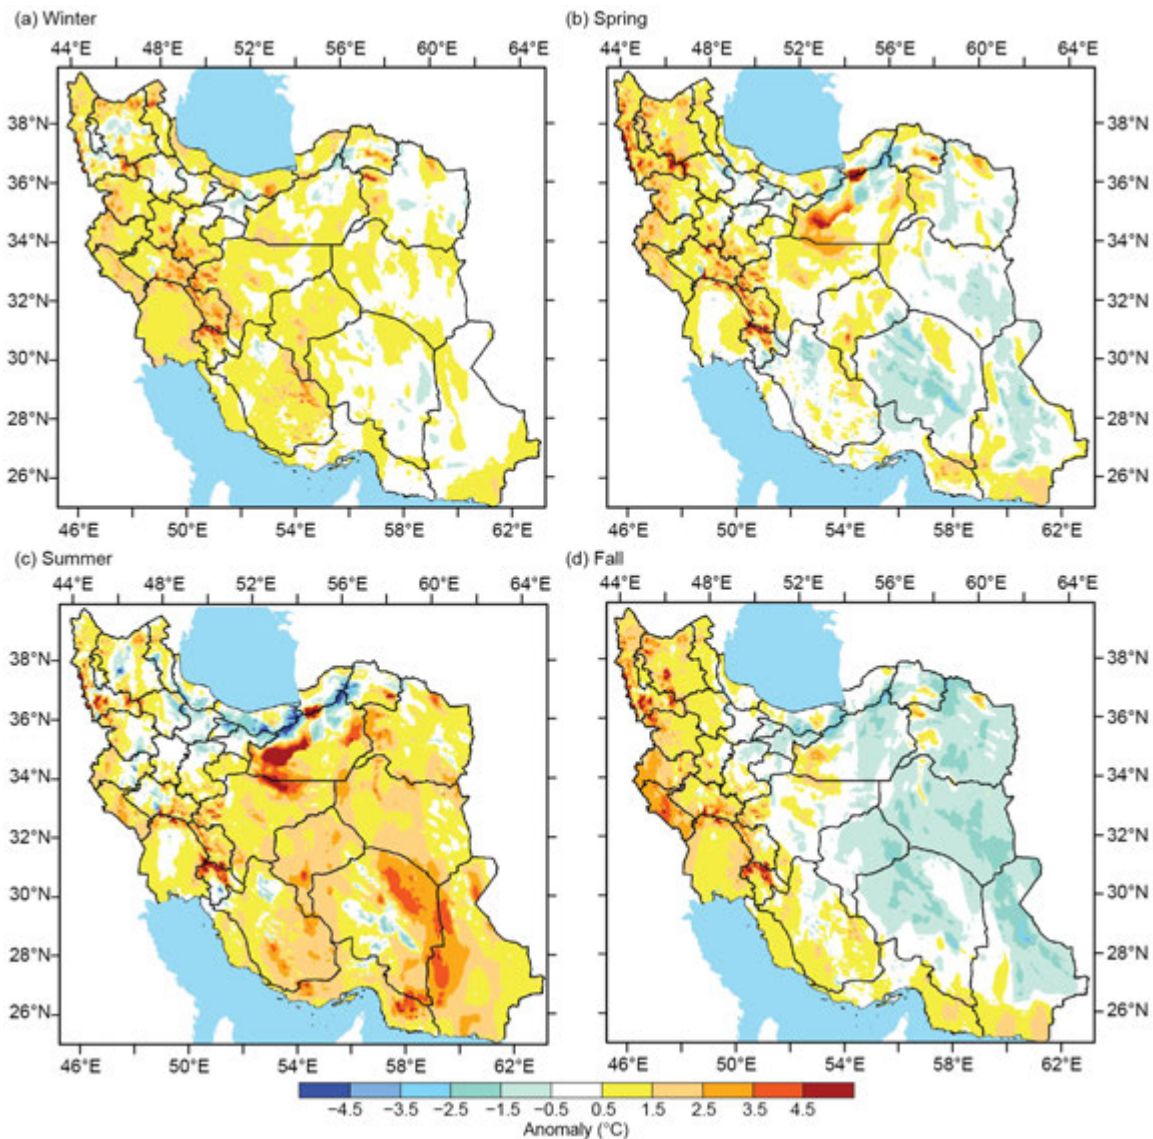 (a) Winter
(b) Spring
44°E 48°E 52°E 56°E 60°E 64°E
44°E 48°E 52°E 56°E 60°E 64°E
38°N
38°N
36°N
36°N
34°N
34°N
32°N
32°N
30°N
30°N
28°N
28°N
26°N
26°N
46°E 50°E 54°E 58°E 62°E
46°E 50°E 54°E 58°E 62°E
(c) Summer
(d) Fall
44°E 48°E 52°E 56°E 60°E 64°E
44°E 48°E 52°E 56°E 60°E 64°E
38°N
38°N
36°N
36°N
34°N
34°N
32°N
32°N
30°N
30°N
28°N
28°N
26°N
26°N
46°E 50°E 54°E 58°E 62°E
46°E 50°E 54°E 58°E 62°E
−4.5 −3.5 −2.5 −1.5 −0.5 0.5 1.5 2.5 3.5 4.5
Anomaly (°C)